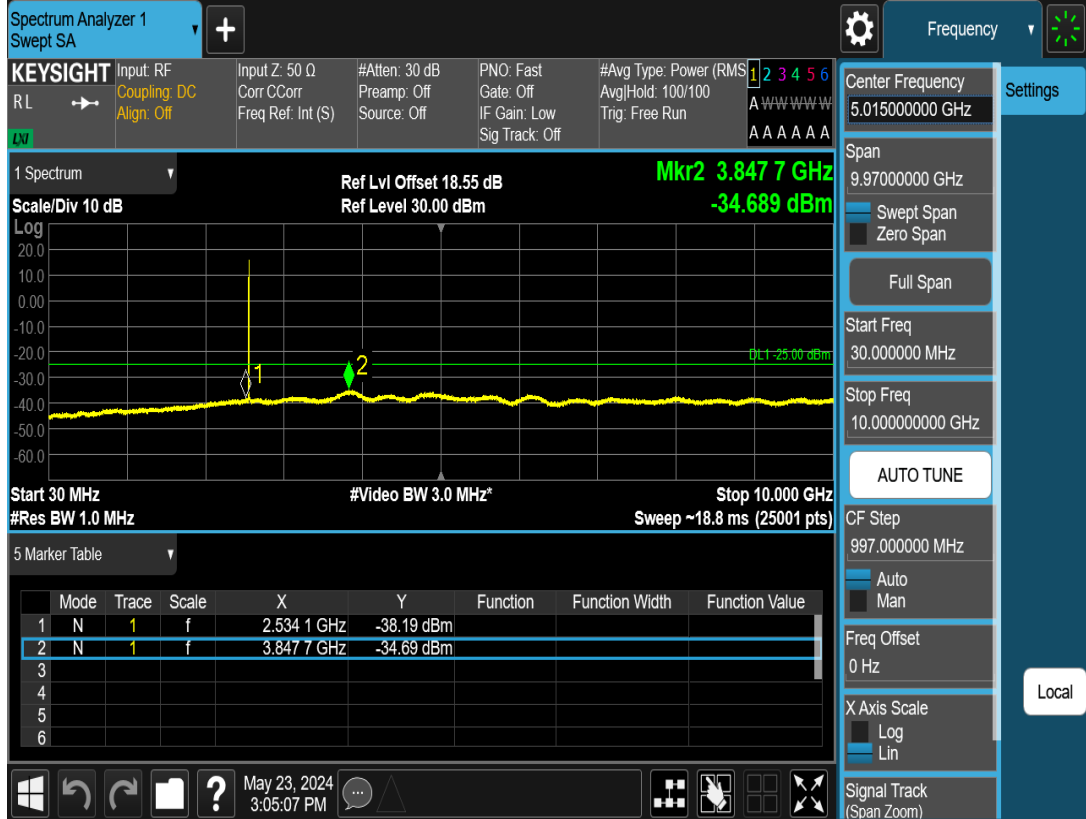 Spectrum Analyzer 1
Swept SA
+
Frequency
KEYSIGHT
RL
LXI
Input: RF
Coupling: DC
Align: Off
Input Z: 50 Ω
Corr CCorr
Freq Ref: Int (S)
#Atten: 30 dB
Preamp: Off
Source: Off
PNO: Fast
Gate: Off
IF Gain: Low
Sig Track: Off
#Avg Type: Power (RMS
Avg|Hold: 100/100
Trig: Free Run
1 2 3 4 5 6
A W W W W W
A A A A A A
1 Spectrum
Scale/Div 10 dB
Ref Lvl Offset 18.55 dB
Ref Level 30.00 dBm
Mkr2 3.847 7 GHz
-34.689 dBm
Log
20.0
10.0
0.00
-10.0
-20.0
-30.0
-40.0
-50.0
-60.0
DL1 -25.00 dBm
1
2
Start 30 MHz
#Video BW 3.0 MHz*
Stop 10.000 GHz
#Res BW 1.0 MHz
Sweep ~18.8 ms (25001 pts)
5 Marker Table
Mode Trace Scale X Y Function Function Width Function Value
1 N 1 f 2.534 1 GHz -38.19 dBm
2 N 1 f 3.847 7 GHz -34.69 dBm
3
4
5
6
?
May 23, 2024
3:05:07 PM
Center Frequency
5.015000000 GHz
Settings
Span
9.97000000 GHz
Swept Span
Zero Span
Full Span
Start Freq
30.000000 MHz
Stop Freq
10.000000000 GHz
AUTO TUNE
CF Step
997.000000 MHz
Auto
Man
Freq Offset
0 Hz
Local
X Axis Scale
Log
Lin
Signal Track
(Span Zoom)